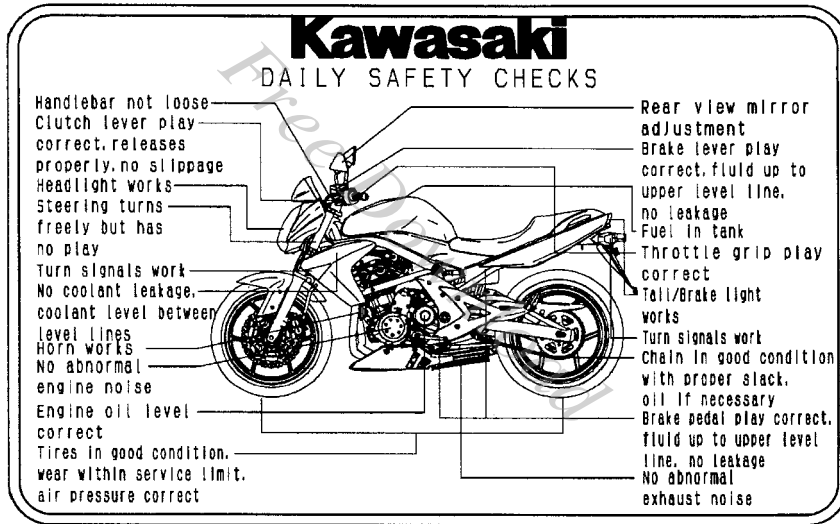 Kawasaki
DAILY SAFETY CHECKS
Handlebar not loose
Clutch lever play
correct, releases
properly, no slippage
Headlight works
Steering turns
freely but has
no play
Turn signals work
No coolant leakage,
coolant level between
level lines
Horn works
No abnormal
engine noise
Engine oil level
correct
Tires in good condition,
wear within service limit,
air pressure correct
Rear view mirror
adjustment
Brake lever play
correct, fluid up to
upper level line,
no leakage
Fuel in tank
Throttle grip play
correct
Tail/Brake light
works
Turn signals work
Chain in good condition
with proper slack,
oil if necessary
Brake pedal play correct,
fluid up to upper level
line, no leakage
No abnormal
exhaust noise